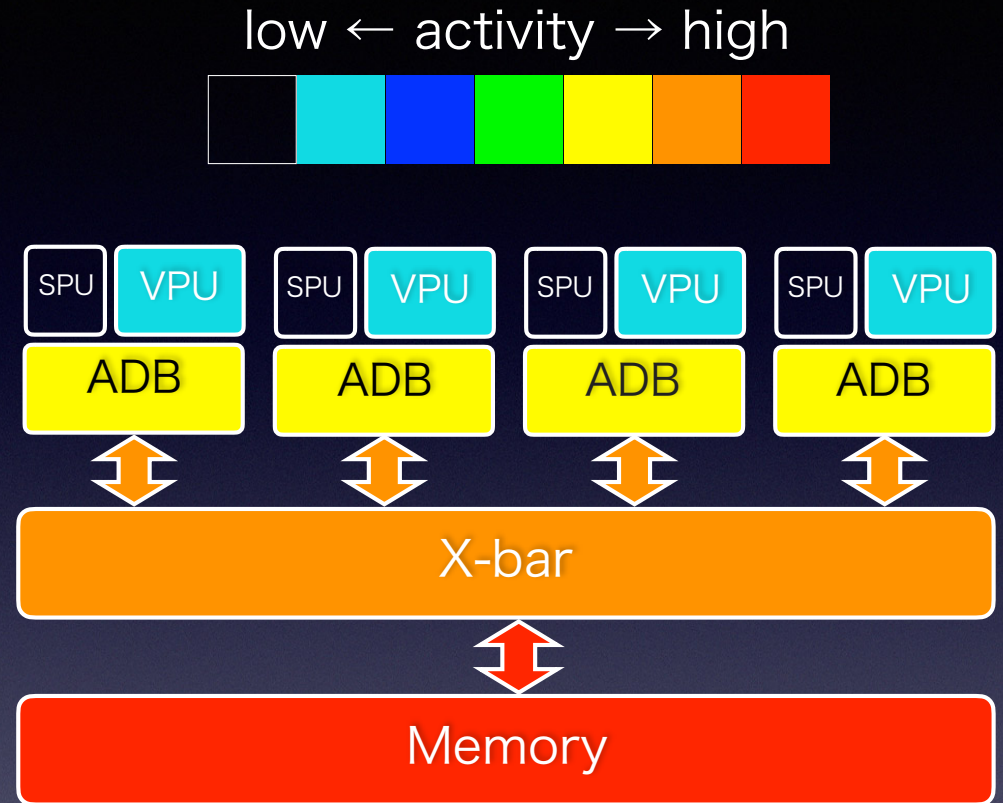 low ← activity → high
SPU VPU SPU VPU SPU VPU SPU VPU
ADB ADB ADB ADB
X-bar
Memory